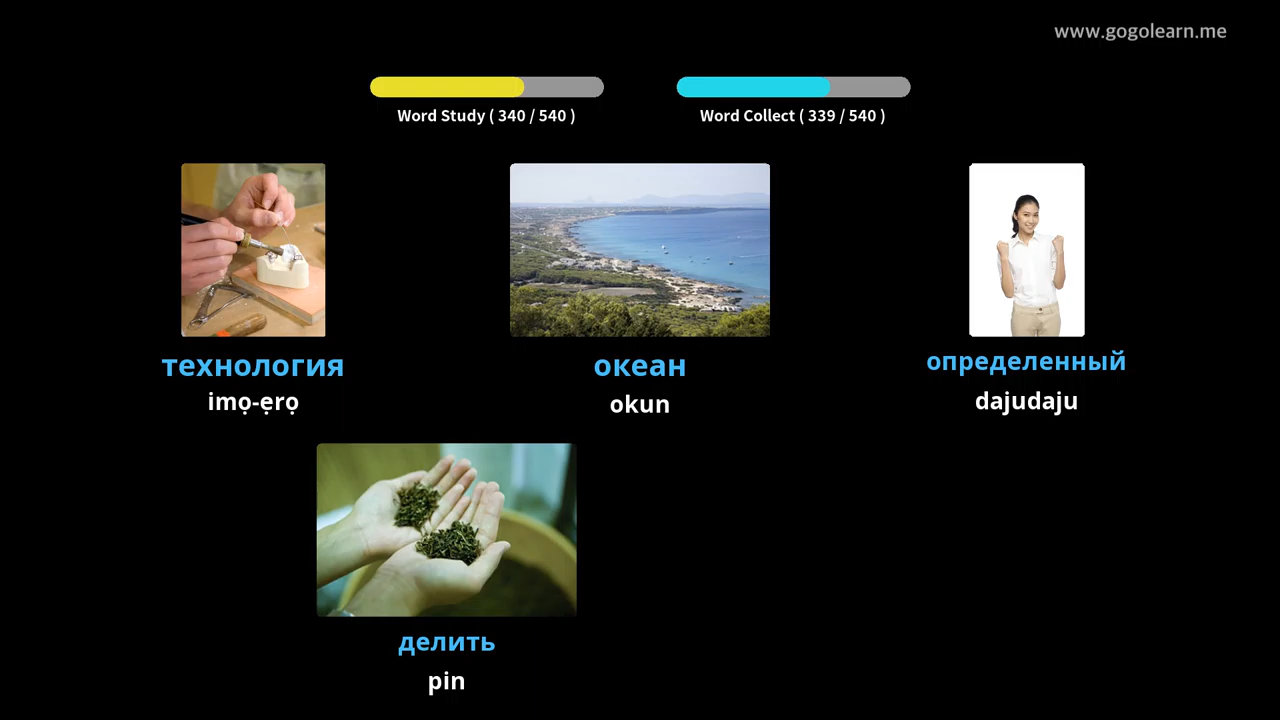 www.gogolearn.me
Word Study ( 340 / 540 )
Word Collect ( 339 / 540 )
технология
imọ-ẹrọ
океан
okun
определенный
dajudaju
делить
pin